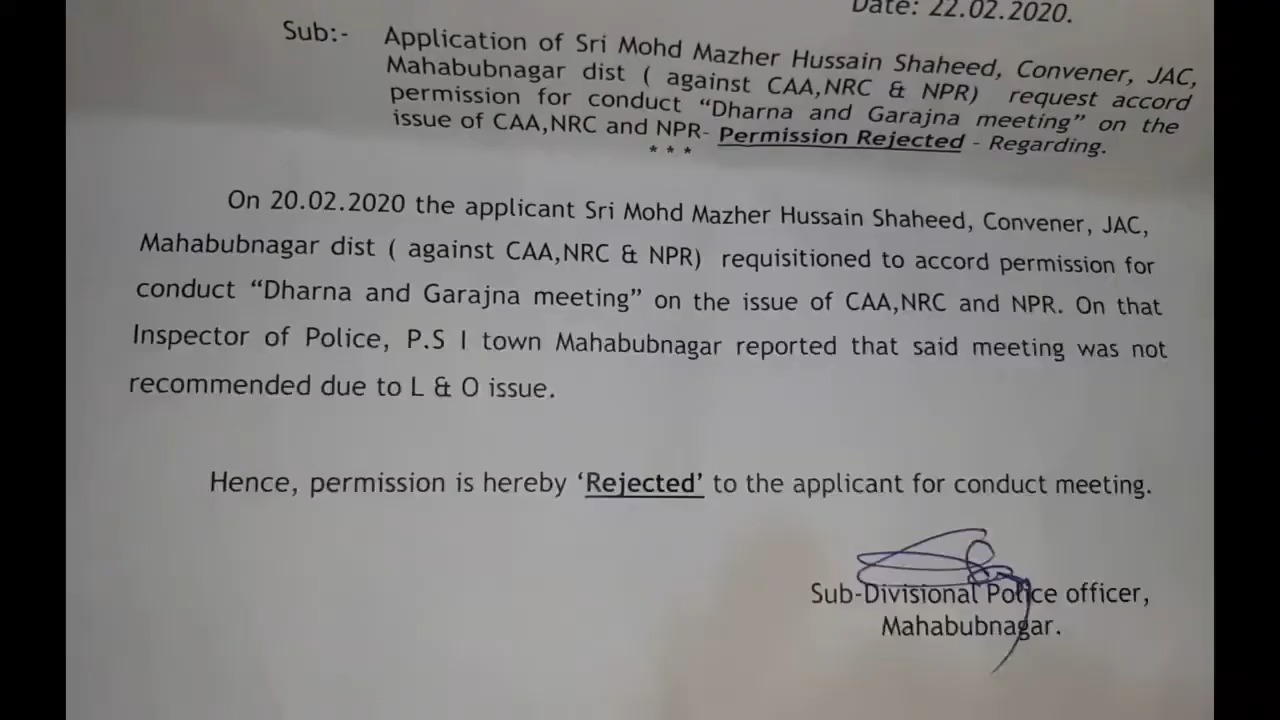 Date: 22.02.2020.
Sub:- Application of Sri Mohd Mazher Hussain Shaheed, Convener, JAC,
Mahabubnagar dist ( against CAA,NRC & NPR) request accord
permission for conduct “Dharna and Garajna meeting” on the
issue of CAA,NRC and NPR- Permission Rejected - Regarding.
* * *
On 20.02.2020 the applicant Sri Mohd Mazher Hussain Shaheed, Convener, JAC,
Mahabubnagar dist ( against CAA,NRC & NPR) requisitioned to accord permission for
conduct “Dharna and Garajna meeting” on the issue of CAA,NRC and NPR. On that
Inspector of Police, P.S I town Mahabubnagar reported that said meeting was not
recommended due to L & O issue.
Hence, permission is hereby ‘Rejected’ to the applicant for conduct meeting.
Sub-Divisional Police officer,
Mahabubnagar.